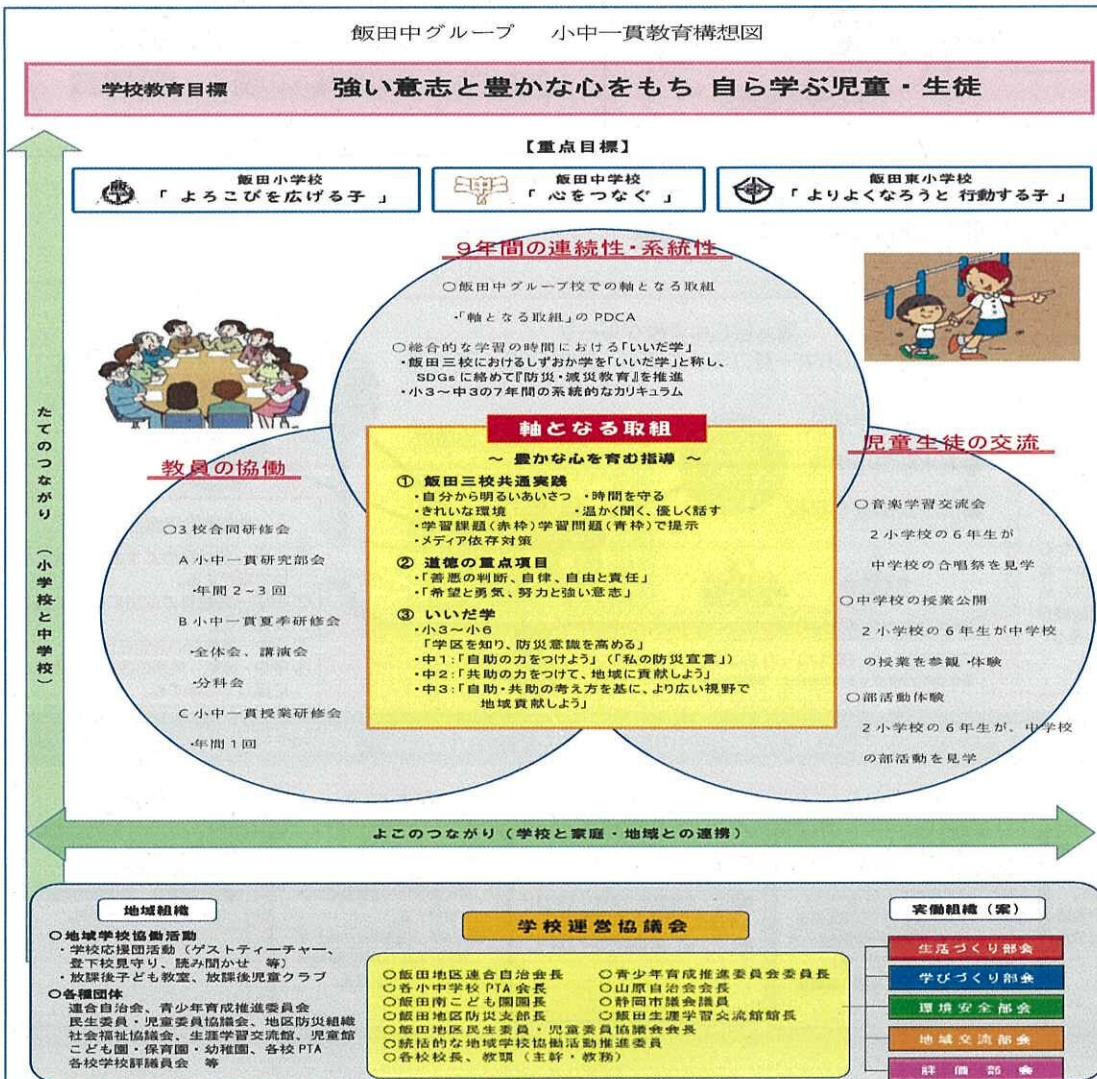 飯田中グループ 小中一貫教育構想図
学校教育目標 強い意志と豊かな心をもち 自ら学ぶ児童・生徒
【重点目標】
飯田小学校
「よろこびを広げる子」
飯田中学校
「心をつなぐ」
飯田東小学校
「よりよくなろうと 行動する子」
たてのつながり (小学校と中学校)
9年間の連続性・系統性
○飯田中グループ校での軸となる取組
・「軸となる取組」のPDCA
○総合的な学習の時間における「いいだ学」
・飯田三校におけるしずおか学を「いいだ学」と称し、
SDGsに絡めて『防災・減災教育』を推進
・小3~中3の7年間の系統的なカリキュラム
教員の協働
○3校合同研修会
A 小中一貫研究部会
・年間2~3回
B 小中一貫夏季研修会
・全体会、講演会
・分科会
C 小中一貫授業研修会
・年間1回
軸となる取組
~ 豊かな心を育む指導 ~
① 飯田三校共通実践
・自分から明るいあいさつ ・時間を守る
・きれいな環境 ・温かく聞く、優しく話す
・学習課題(赤枠)学習問題(青枠)で提示
・メディア依存対策
② 道徳の重点項目
・「善悪の判断、自律、自由と責任」
・「希望と勇気、努力と強い意志」
③ いいだ学
・小3~小6
「学区を知り、防災意識を高める」
・中1:「自助の力をつけよう」(「私の防災宣言」)
・中2:「共助の力をつけて、地域に貢献しよう」
・中3:「自助・共助の考え方を基に、より広い視野で
地域貢献しよう」
児童生徒の交流
○音楽学習交流会
2小学校の6年生が
中学校の合唱祭を見学
○中学校の授業公開
2小学校の6年生が中学校
の授業を参観・体験
○部活動体験
2小学校の6年生が、中学校
の部活動を見学
よこのつながり(学校と家庭・地域との連携)
地域組織
○地域学校協働活動
・学校応援団活動(ゲストティーチャー、
登下校見守り、読み聞かせ 等)
・放課後子ども教室、放課後児童クラブ
○各種団体
連合自治会、青少年育成推進委員会
民生委員・児童委員協議会、地区防災組織
社会福祉協議会、生涯学習交流館、児童館
こども園・保育園・幼稚園、各校PTA
各校学校評議員会 等
学校運営協議会
○飯田地区連合自治会長 ○青少年育成推進委員会委員長
○各小中学校PTA会長 ○山原自治会会長
○飯田南こども園園長 ○静岡市議会議員
○飯田地区防災支部長 ○飯田生涯学習交流館館長
○飯田地区民生委員・児童委員協議会会長
○統括的な地域学校協働活動推進委員
○各校校長、教頭(主幹・教務)
実働組織(案)
生活づくり部会
学びづくり部会
環境安全部会
地域交流部会
評価部会